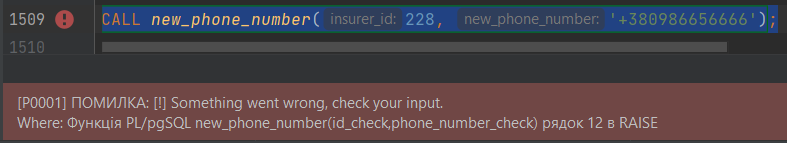 1509 CALL new_phone_number( insurer_id: 228, new_phone_number: '+380986656666');
1510
[P0001] ПОМИЛКА: [!] Something went wrong, check your input.
Where: Функція PL/pgSQL new_phone_number(id_check,phone_number_check) рядок 12 в RAISE